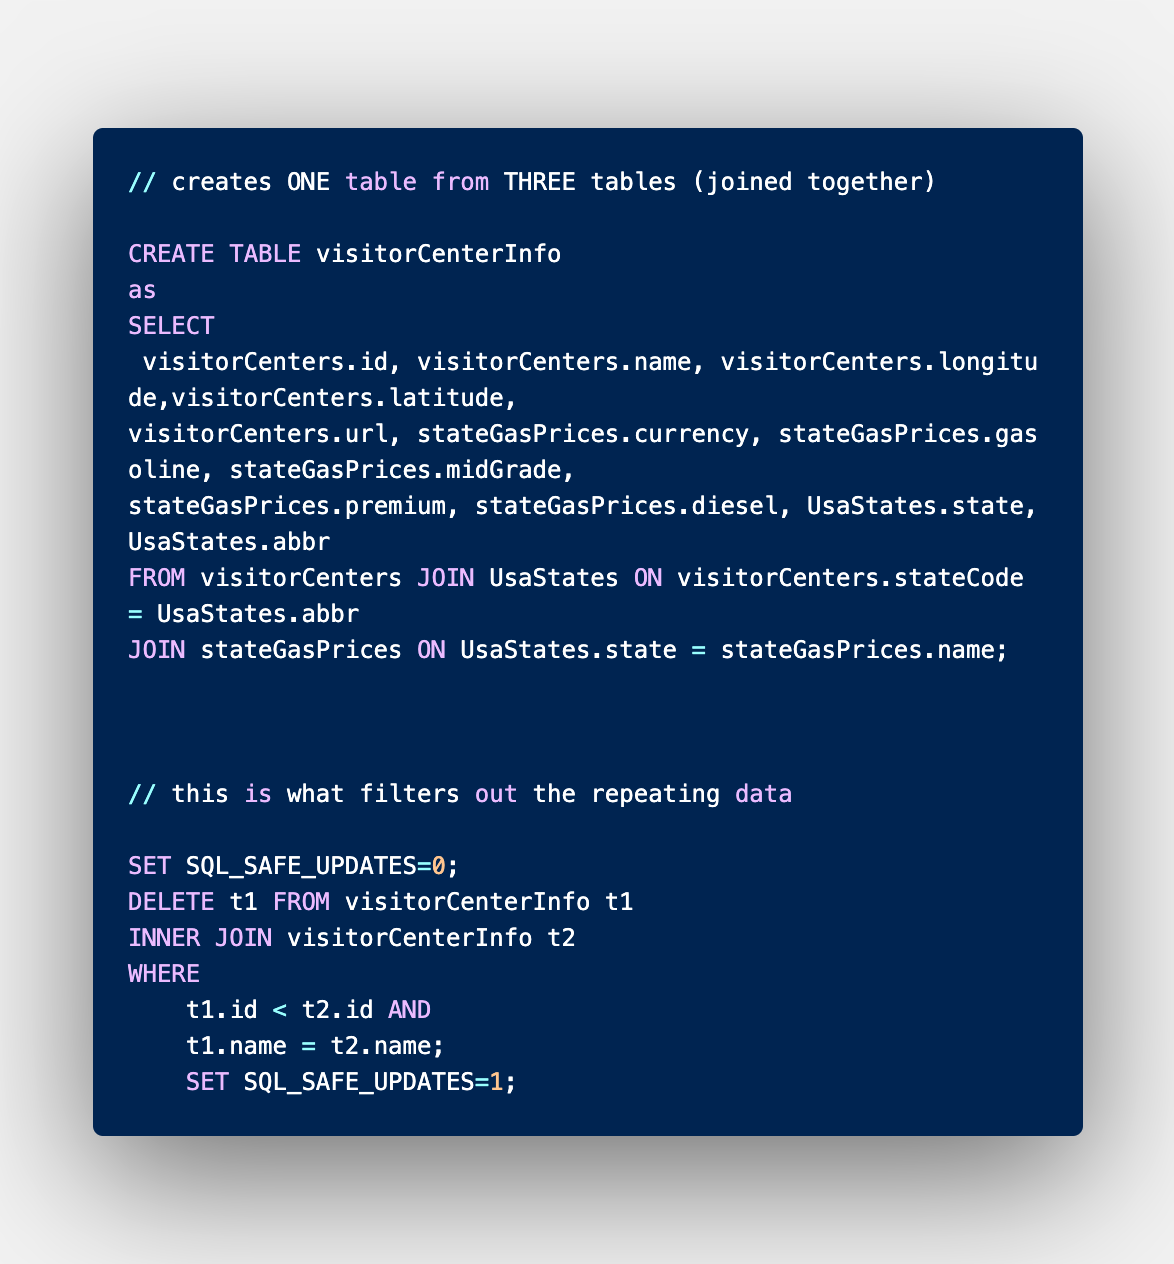 // creates ONE table from THREE tables (joined together)
CREATE TABLE visitorCenterInfo
as
SELECT
 visitorCenters.id, visitorCenters.name, visitorCenters.longitu
de,visitorCenters.latitude,
visitorCenters.url, stateGasPrices.currency, stateGasPrices.gas
oline, stateGasPrices.midGrade,
stateGasPrices.premium, stateGasPrices.diesel, UsaStates.state,
UsaStates.abbr
FROM visitorCenters JOIN UsaStates ON visitorCenters.stateCode
= UsaStates.abbr
JOIN stateGasPrices ON UsaStates.state = stateGasPrices.name;
// this is what filters out the repeating data
SET SQL_SAFE_UPDATES=0;
DELETE t1 FROM visitorCenterInfo t1
INNER JOIN visitorCenterInfo t2
WHERE
    t1.id < t2.id AND
    t1.name = t2.name;
    SET SQL_SAFE_UPDATES=1;